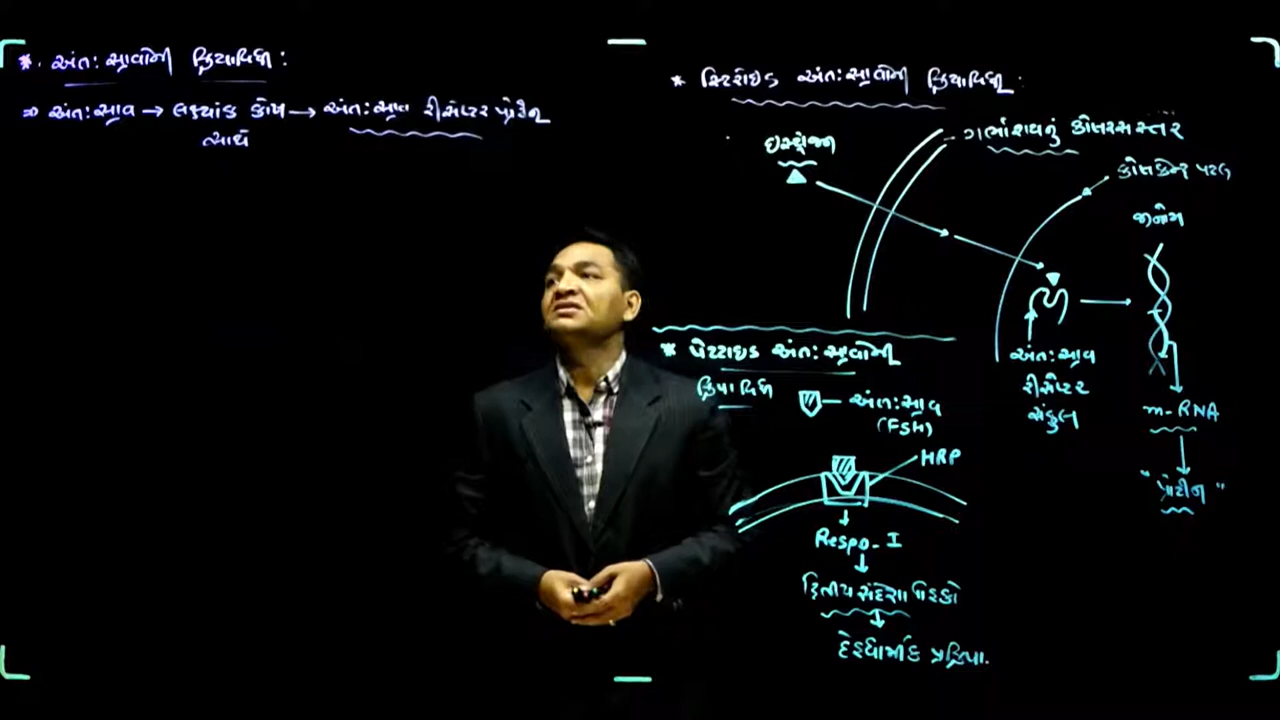 * અંત:સ્રાવોની ક્રિયાવિધી :
⇒ અંત:સ્રાવ → લક્ષ્યાંક કોષ → અંત:સ્રાવ રીસેપ્ટર પ્રોટીન
સાથે
* સ્ટિરોઇડ અંત:સ્રાવોની ક્રિયાવિધી :
ઇસ્ટ્રોજન
ગર્ભાશયનું કોષરસસ્તર
કોષકેન્દ્ર પટલ
જીનોમ
અંત:સ્રાવ
રીસેપ્ટર
સંકુલ
m-RNA
"પ્રોટીન"
* પેપ્ટાઇડ અંત:સ્રાવોની
ક્રિયાવિધિ
અંત:સ્રાવ
(FSH)
HRP
Respo-I
દ્વિતીય સંદેશાવાહકો
દેહધાર્મિક પ્રક્રિયા.